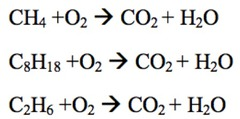 CH₄ +O₂ → CO₂ + H₂O
C₈H₁₈ +O₂ → CO₂ + H₂O
C₂H₆ +O₂ → CO₂ + H₂O